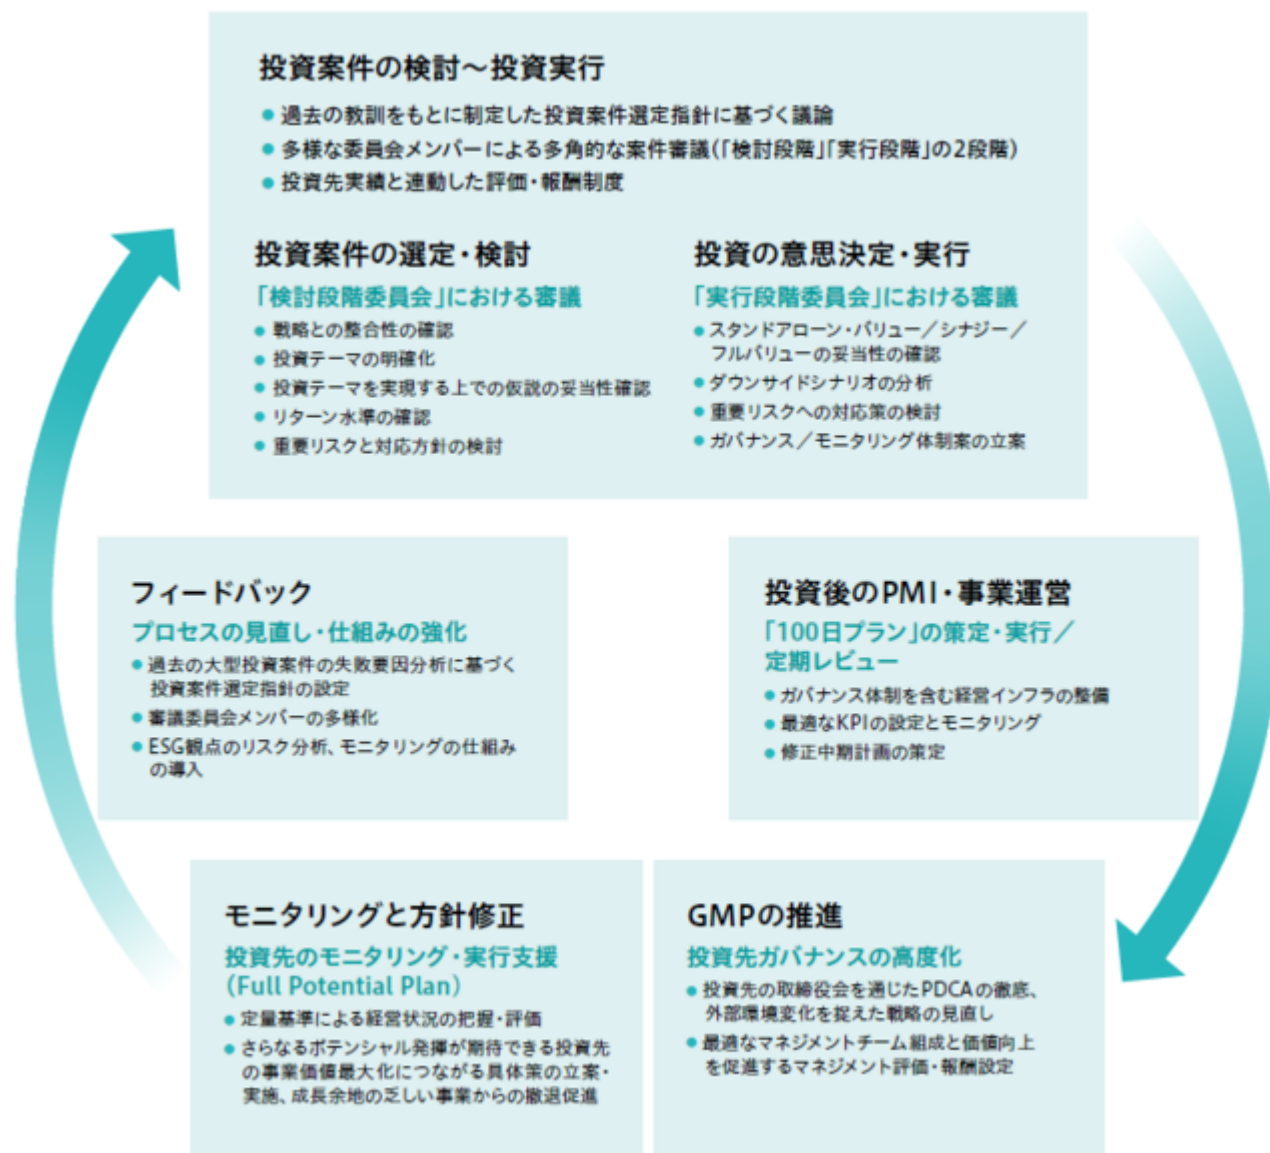 投資案件の検討～投資実行
● 過去の教訓をもとに制定した投資案件選定指針に基づく議論
● 多様な委員会メンバーによる多角的な案件審議(「検討段階」「実行段階」の2段階)
● 投資先実績と連動した評価・報酬制度
投資案件の選定・検討
「検討段階委員会」における審議
● 戦略との整合性の確認
● 投資テーマの明確化
● 投資テーマを実現する上での仮説の妥当性確認
● リターン水準の確認
● 重要リスクと対応方針の検討
投資の意思決定・実行
「実行段階委員会」における審議
● スタンドアローン・バリュー／シナジー／
フルバリューの妥当性の確認
● ダウンサイドシナリオの分析
● 重要リスクへの対応策の検討
● ガバナンス／モニタリング体制案の立案
フィードバック
プロセスの見直し・仕組みの強化
● 過去の大型投資案件の失敗要因分析に基づく
投資案件選定指針の設定
● 審議委員会メンバーの多様化
● ESG観点のリスク分析、モニタリングの仕組み
の導入
投資後のPMI・事業運営
「100日プラン」の策定・実行／
定期レビュー
● ガバナンス体制を含む経営インフラの整備
● 最適なKPIの設定とモニタリング
● 修正中期計画の策定
モニタリングと方針修正
投資先のモニタリング・実行支援
(Full Potential Plan)
● 定量基準による経営状況の把握・評価
● さらなるポテンシャル発揮が期待できる投資先
の事業価値最大化につながる具体策の立案・
実施、成長余地の乏しい事業からの撤退促進
GMPの推進
投資先ガバナンスの高度化
● 投資先の取締役会を通じたPDCAの徹底、
外部環境変化を捉えた戦略の見直し
● 最適なマネジメントチーム組成と価値向上
を促進するマネジメント評価・報酬設定